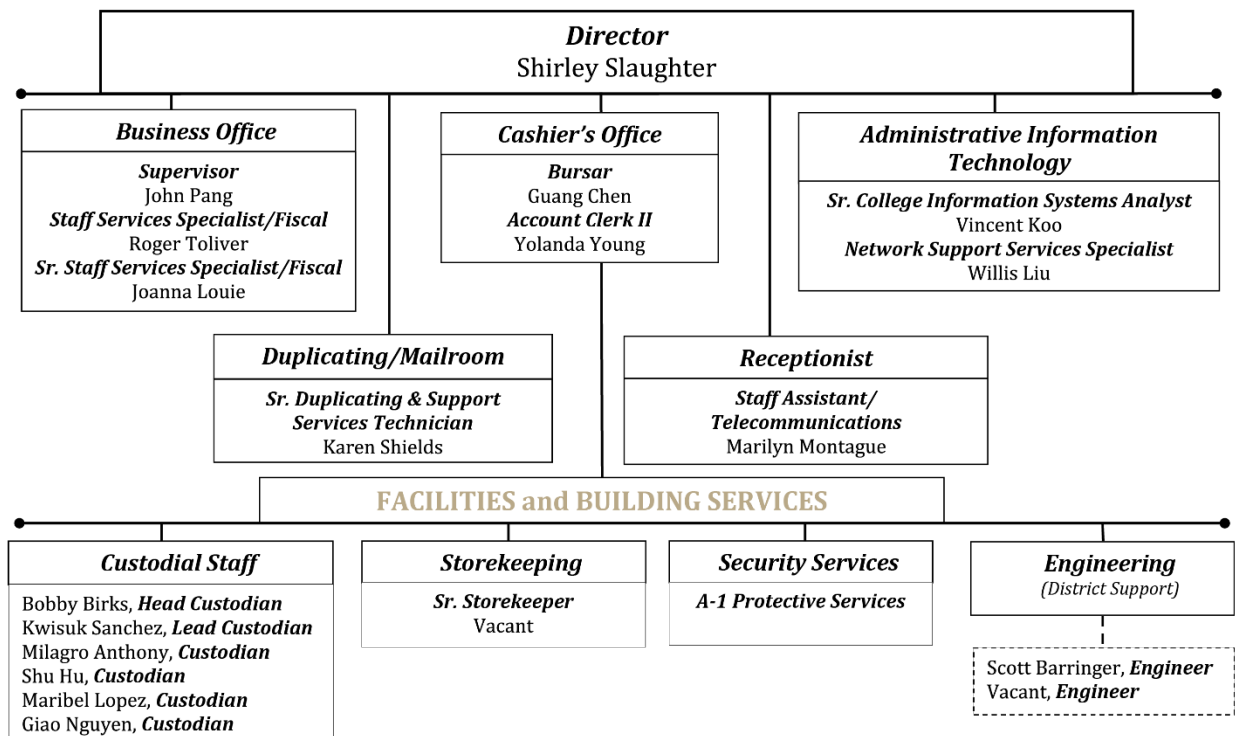 Director
Shirley Slaughter
Business Office
Supervisor
John Pang
Staff Services Specialist/Fiscal
Roger Toliver
Sr. Staff Services Specialist/Fiscal
Joanna Louie
Cashier's Office
Bursar
Guang Chen
Account Clerk II
Yolanda Young
Administrative Information
Technology
Sr. College Information Systems Analyst
Vincent Koo
Network Support Services Specialist
Willis Liu
Duplicating/Mailroom
Sr. Duplicating & Support
Services Technician
Karen Shields
Receptionist
Staff Assistant/
Telecommunications
Marilyn Montague
FACILITIES and BUILDING SERVICES
Custodial Staff
Bobby Birks, Head Custodian
Kwisuk Sanchez, Lead Custodian
Milagro Anthony, Custodian
Shu Hu, Custodian
Maribel Lopez, Custodian
Giao Nguyen, Custodian
Storekeeping
Sr. Storekeeper
Vacant
Security Services
A-1 Protective Services
Engineering
(District Support)
Scott Barringer, Engineer
Vacant, Engineer